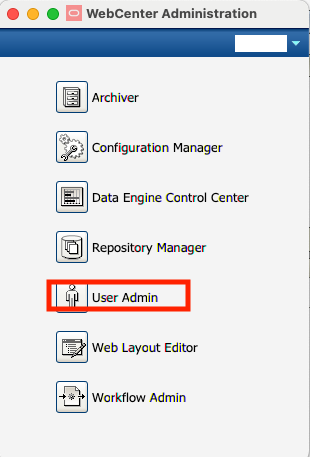 WebCenter Administration
Archiver
Configuration Manager
Data Engine Control Center
Repository Manager
User Admin
Web Layout Editor
Workflow Admin